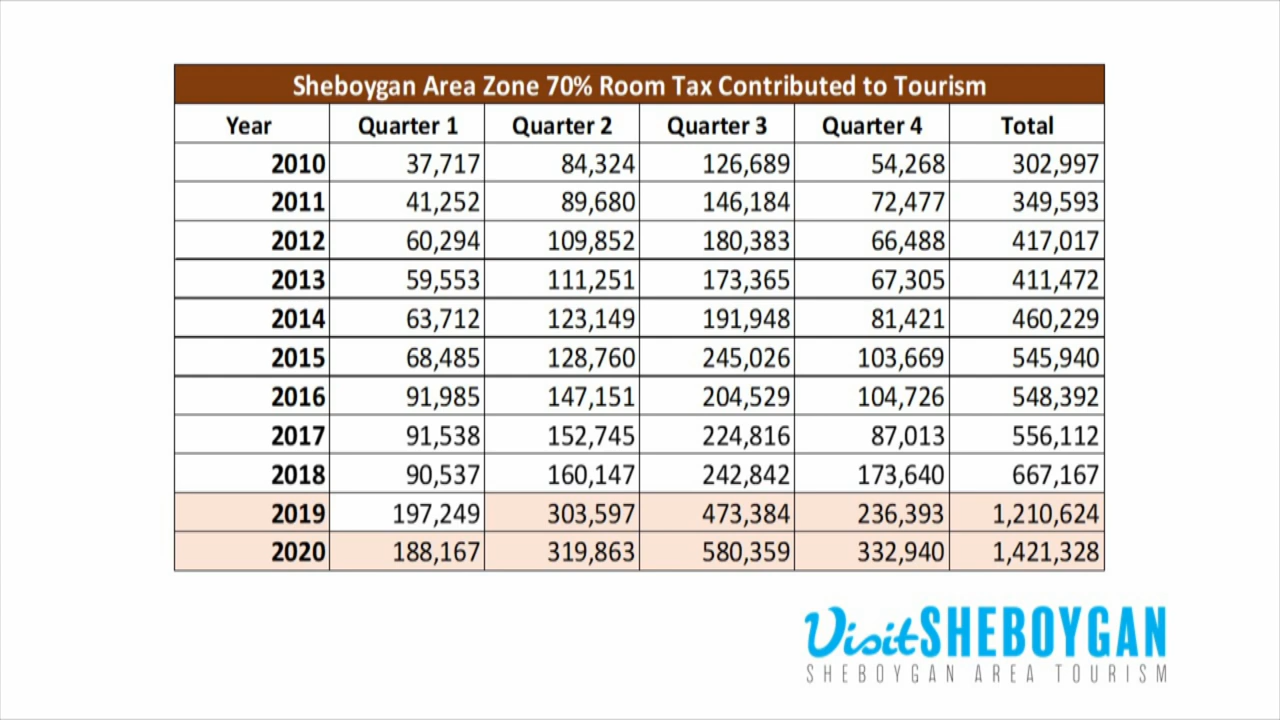 Sheboygan Area Zone 70% Room Tax Contributed to Tourism
Year Quarter 1 Quarter 2 Quarter 3 Quarter 4 Total
2010 37,717 84,324 126,689 54,268 302,997
2011 41,252 89,680 146,184 72,477 349,593
2012 60,294 109,852 180,383 66,488 417,017
2013 59,553 111,251 173,365 67,305 411,472
2014 63,712 123,149 191,948 81,421 460,229
2015 68,485 128,760 245,026 103,669 545,940
2016 91,985 147,151 204,529 104,726 548,392
2017 91,538 152,745 224,816 87,013 556,112
2018 90,537 160,147 242,842 173,640 667,167
2019 197,249 303,597 473,384 236,393 1,210,624
2020 188,167 319,863 580,359 332,940 1,421,328
VisitSHEBOYGAN
SHEBOYGAN AREA TOURISM